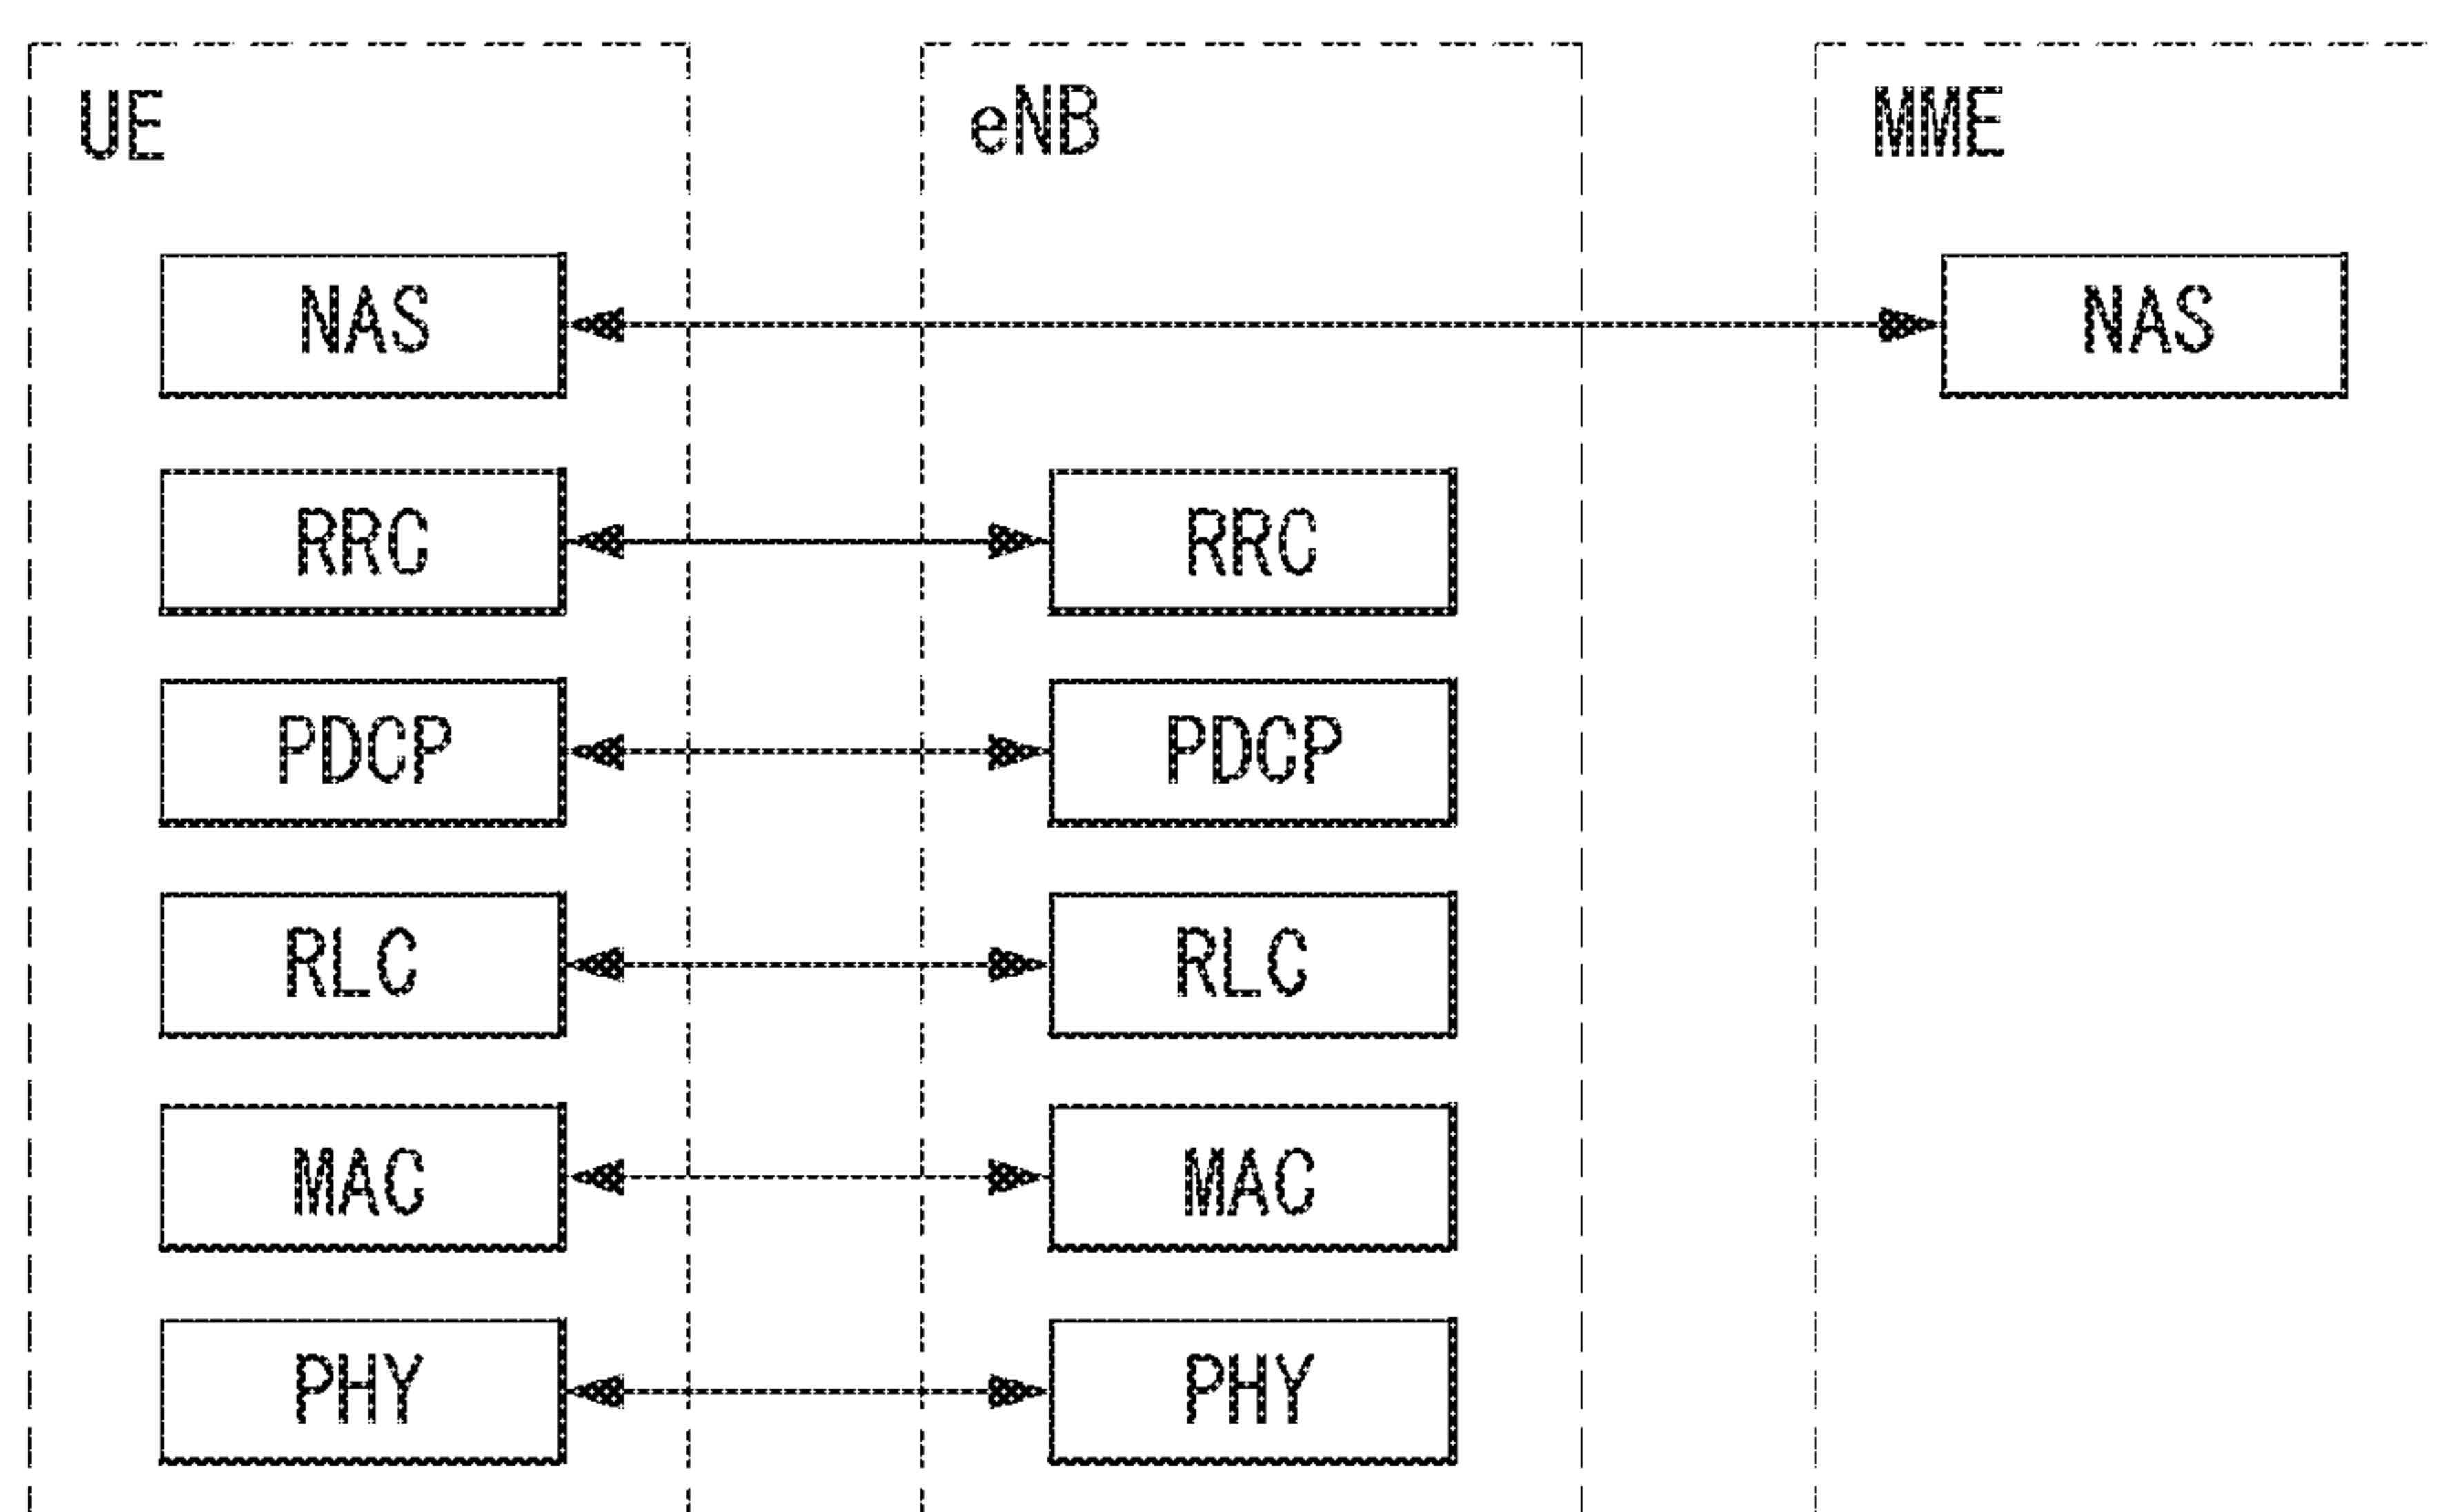 UE eNB MME
NAS NAS
RRC RRC
PDCP PDCP
RLC RLC
MAC MAC
PHY PHY